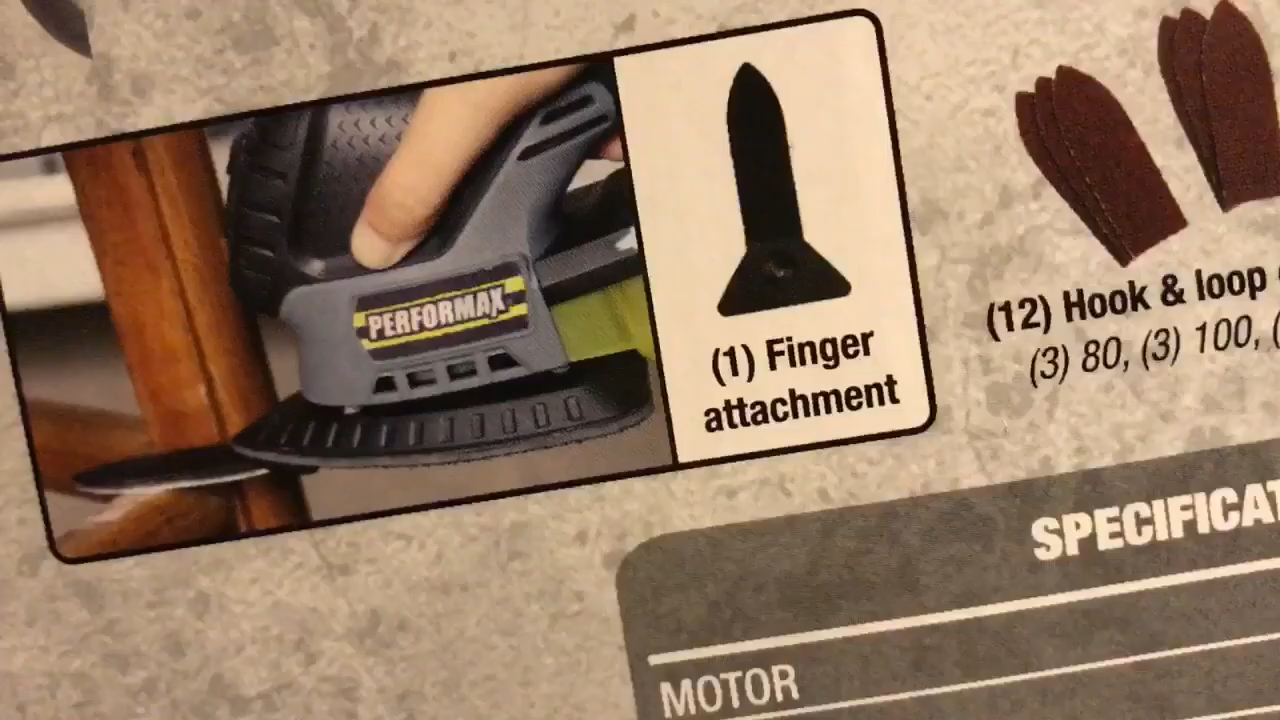 PERFORMAX
(1) Finger
attachment
(12) Hook & loop
(3) 80, (3) 100, (
SPECIFICAT
MOTOR